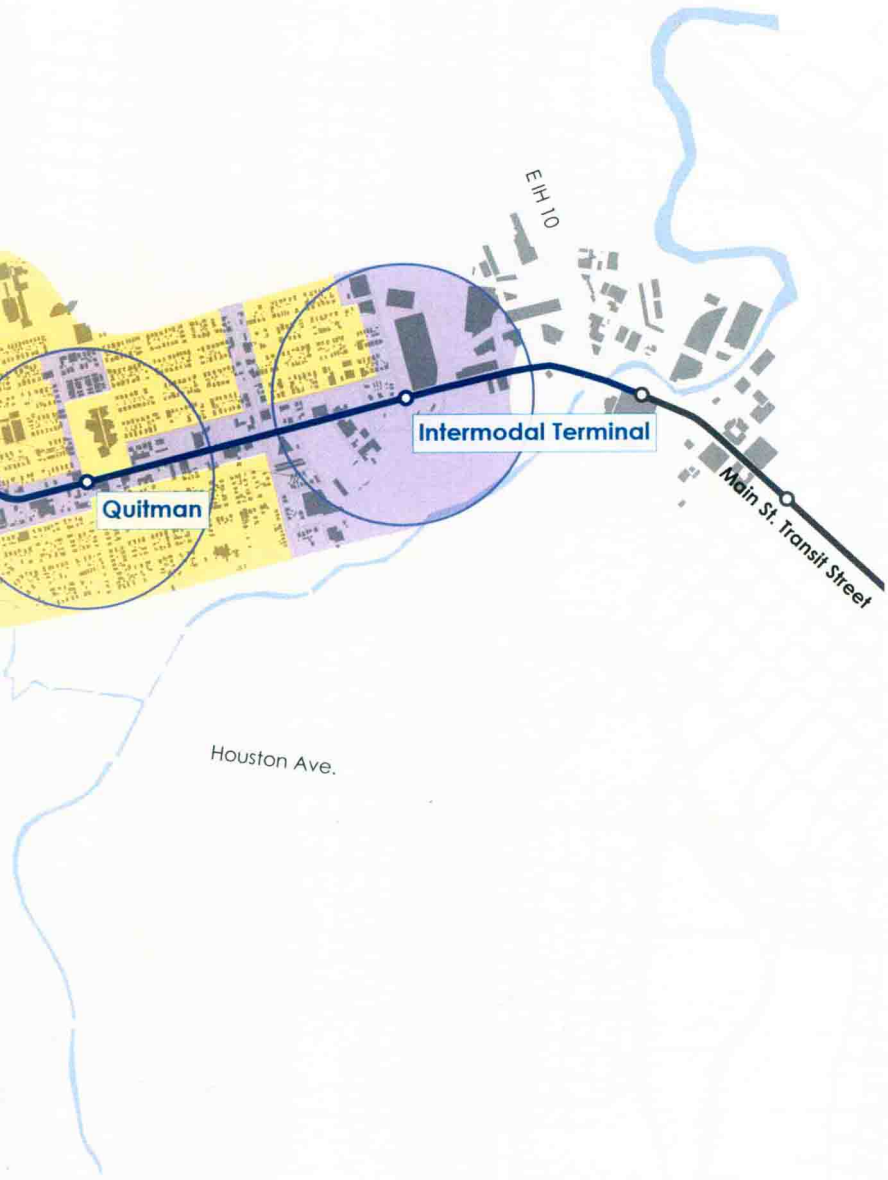 E IH 10
Intermodal Terminal
Quitman
Main St. Transit Street
Houston Ave.